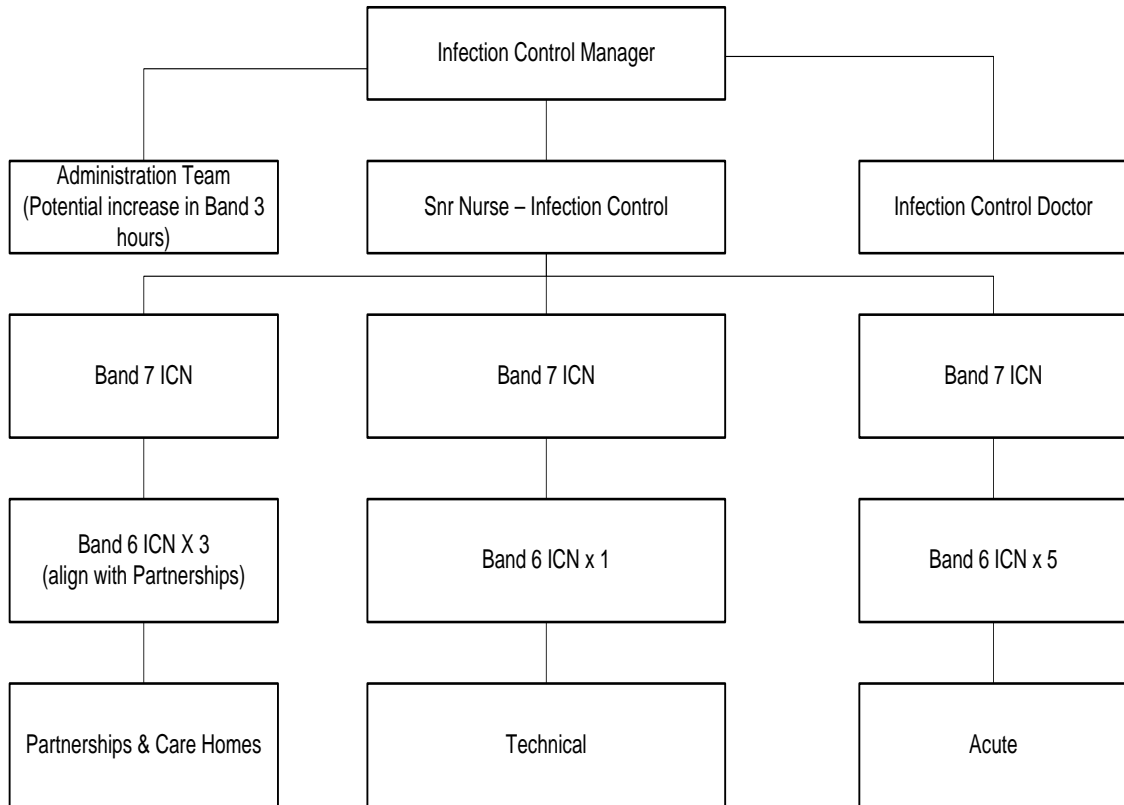 Infection Control Manager
Administration Team
(Potential increase in Band 3
hours)
Snr Nurse – Infection Control
Infection Control Doctor
Band 7 ICN
Band 7 ICN
Band 7 ICN
Band 6 ICN X 3
(align with Partnerships)
Band 6 ICN x 1
Band 6 ICN x 5
Partnerships & Care Homes
Technical
Acute